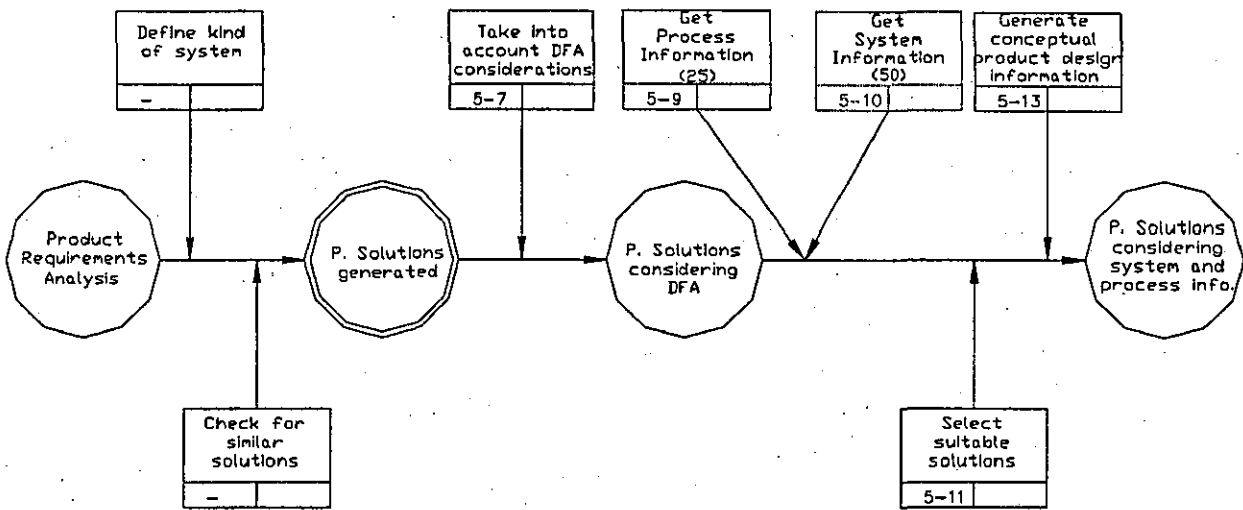 Define kind
of system
-
Take into
account DFA
considerations
5-7
Get
Process
Information
(25)
5-9
Get
System
Information
(50)
5-10
Generate
conceptual
product design
information
5-13
Product
Requirements
Analysis
P. Solutions
generated
P. Solutions
considering
DFA
P. Solutions
considering
system and
process info.
Check for
similar
solutions
-
Select
suitable
solutions
5-11